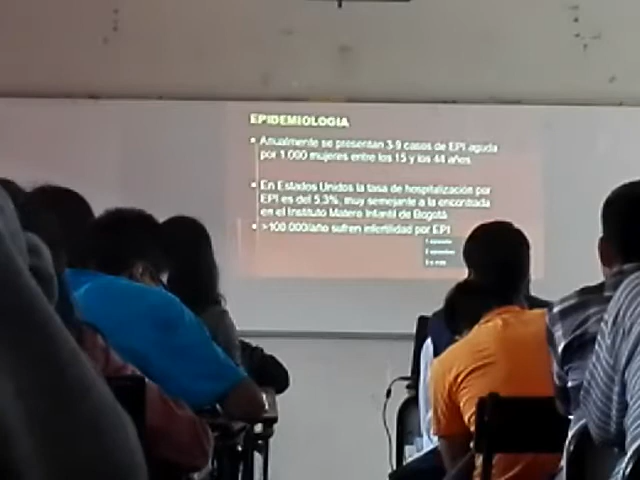 EPIDEMIOLOGIA
• Anualmente se presentan 3-9 casos de EPI aguda
por 1.000 mujeres entre los 15 y los 44 años
• En Estados Unidos la tasa de hospitalización por
EPI es del 5.3%, muy semejante a la encontrada
en el Instituto Materno Infantil de Bogotá
• >100.000/año sufren infertilidad por EPI